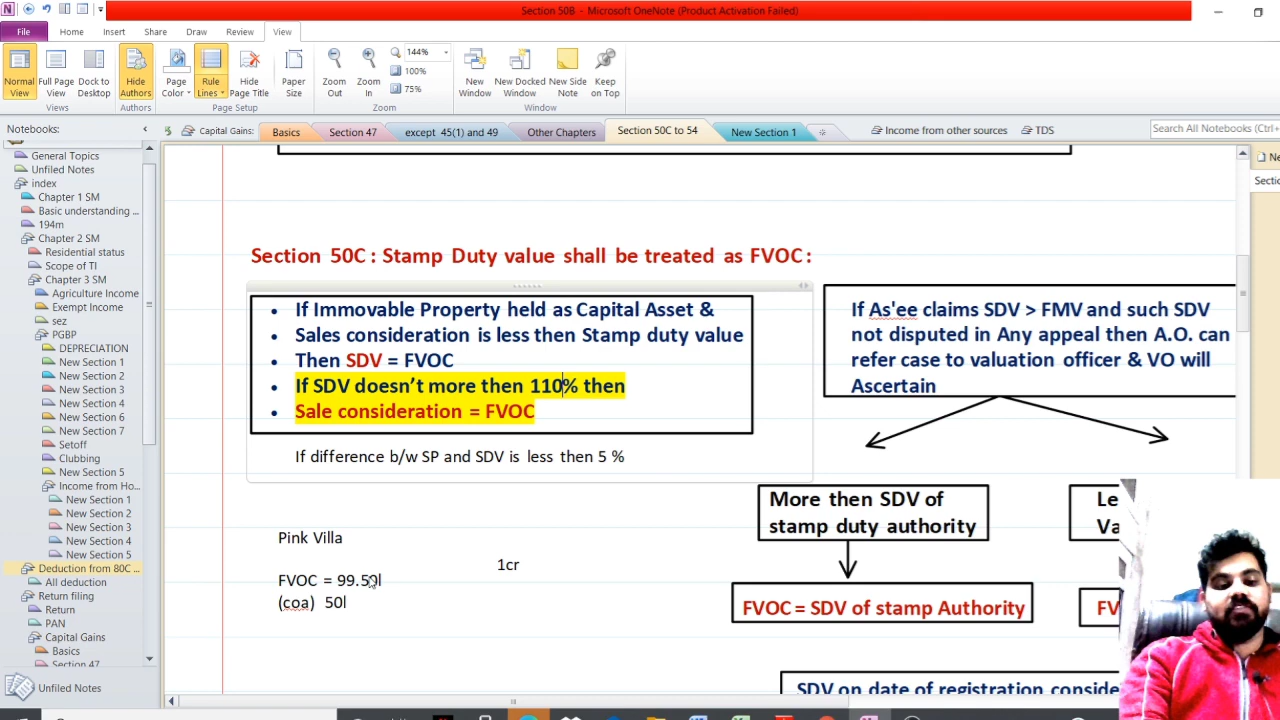 Section 50B - Microsoft OneNote (Product Activation Failed)
File Home Insert Share Draw Review View
Normal View
Full Page View
Dock to Desktop
Views
Hide Authors
Authors
Page Color
Rule Lines
Hide Page Title
Page Setup
Paper Size
Zoom Out
Zoom In
144%
100%
75%
Zoom
New Window
New Docked Window
New Side Note
Keep on Top
Window
Notebooks:
Capital Gains:
Basics
Section 47
except 45(1) and 49
Other Chapters
Section 50C to 54
New Section 1
Income from other sources
TDS
Search All Notebooks (Ctrl+
General Topics
Unfiled Notes
index
Chapter 1 SM
Basic understanding ...
194m
Chapter 2 SM
Residential status
Scope of TI
Chapter 3 SM
Agriculture Income
Exempt Income
sez
PGBP
DEPRECIATION
New Section 1
New Section 2
New Section 3
New Section 4
New Section 6
New Section 7
Setoff
Clubbing
New Section 5
Income from Ho...
New Section 1
New Section 2
New Section 3
New Section 4
New Section 5
Deduction from 80C ...
All deduction
Return filing
Return
PAN
Capital Gains
Basics
Section 47
Unfiled Notes
Ne
Sectio
Section 50C : Stamp Duty value shall be treated as FVOC :
• If Immovable Property held as Capital Asset &
• Sales consideration is less then Stamp duty value
• Then SDV = FVOC
• If SDV doesn’t more then 110% then
• Sale consideration = FVOC
If difference b/w SP and SDV is less then 5 %
If As'ee claims SDV > FMV and such SDV
not disputed in Any appeal then A.O. can
refer case to valuation officer & VO will
Ascertain
Pink Villa
1cr
FVOC = 99.50l
(coa) 50l
More then SDV of
stamp duty authority
Le
Va
FVOC = SDV of stamp Authority
FV
SDV on date of registration conside